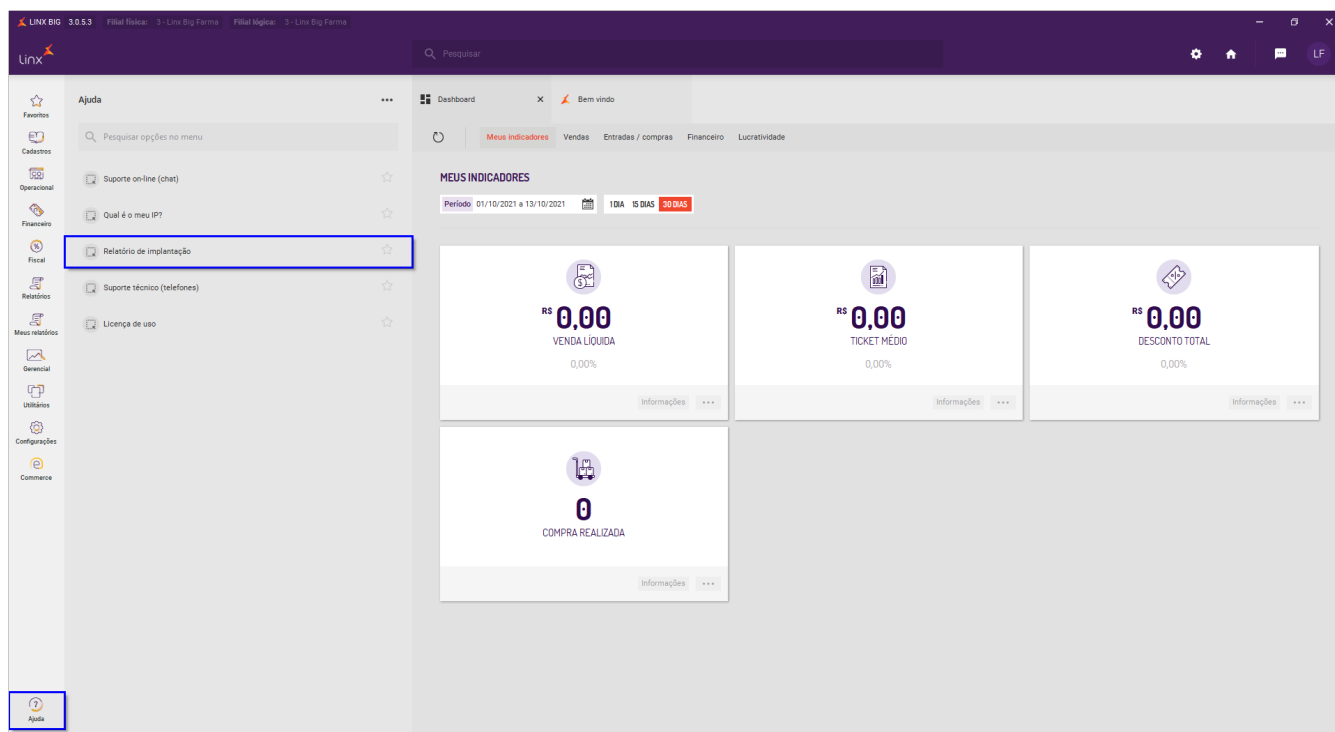 LINX BIG 3.0.5.3 Filial física: 3 - Linx Big Farma Filial lógica: 3 - Linx Big Farma
Linx
Pesquisar
LF
Favoritos
Cadastros
Operacional
Financeiro
Fiscal
Relatórios
Meus relatórios
Gerencial
Utilitários
Configurações
Commerce
Ajuda
Ajuda
Pesquisar opções no menu
Suporte on-line (chat)
Qual é o meu IP?
Relatório de implantação
Suporte técnico (telefones)
Licença de uso
Dashboard
Bem vindo
Meus indicadores Vendas Entradas / compras Financeiro Lucratividade
MEUS INDICADORES
Período 01/10/2021 a 13/10/2021 1 DIA 15 DIAS 30 DIAS
R$ 0,00
VENDA LÍQUIDA
0,00%
Informações
R$ 0,00
TICKET MÉDIO
0,00%
Informações
R$ 0,00
DESCONTO TOTAL
0,00%
Informações
0
COMPRA REALIZADA
Informações